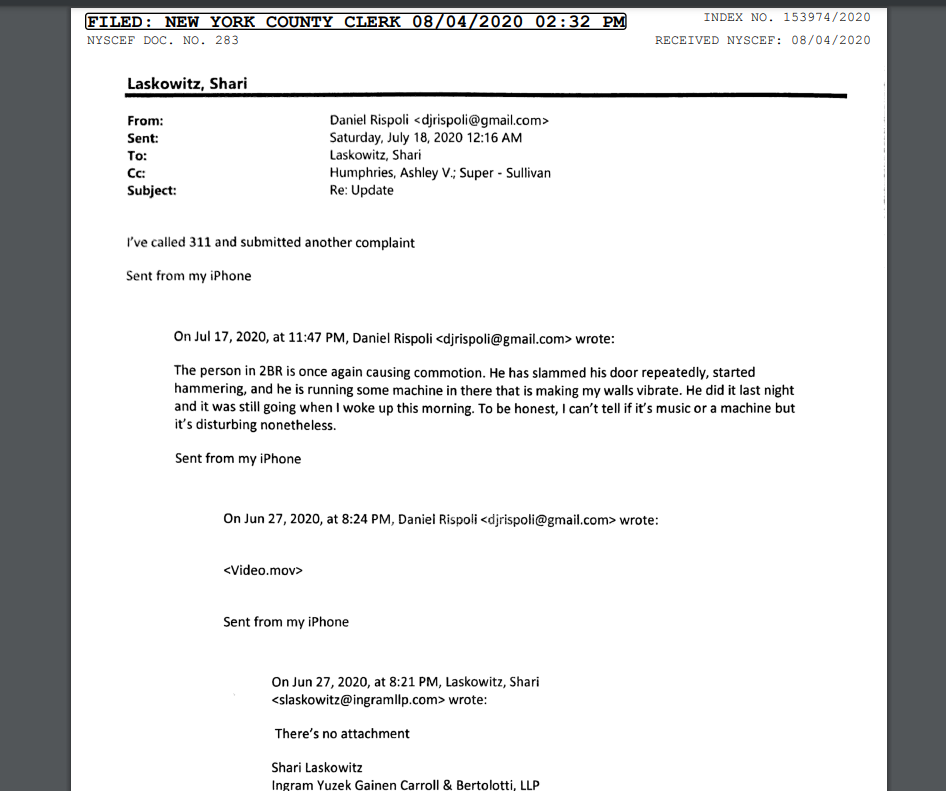 FILED: NEW YORK COUNTY CLERK 08/04/2020 02:32 PM
INDEX NO. 153974/2020
NYSCEF DOC. NO. 283
RECEIVED NYSCEF: 08/04/2020
Laskowitz, Shari
From: Daniel Rispoli <djrispoli@gmail.com>
Sent: Saturday, July 18, 2020 12:16 AM
To: Laskowitz, Shari
Cc: Humphries, Ashley V.; Super - Sullivan
Subject: Re: Update
I've called 311 and submitted another complaint
Sent from my iPhone
On Jul 17, 2020, at 11:47 PM, Daniel Rispoli <djrispoli@gmail.com> wrote:
The person in 2BR is once again causing commotion. He has slammed his door repeatedly, started
hammering, and he is running some machine in there that is making my walls vibrate. He did it last night
and it was still going when I woke up this morning. To be honest, I can't tell if it's music or a machine but
it's disturbing nonetheless.
Sent from my iPhone
On Jun 27, 2020, at 8:24 PM, Daniel Rispoli <djrispoli@gmail.com> wrote:
<Video.mov>
Sent from my iPhone
On Jun 27, 2020, at 8:21 PM, Laskowitz, Shari
<slaskowitz@ingramllp.com> wrote:
There's no attachment
Shari Laskowitz
Ingram Yuzek Gainen Carroll & Bertolotti, LLP